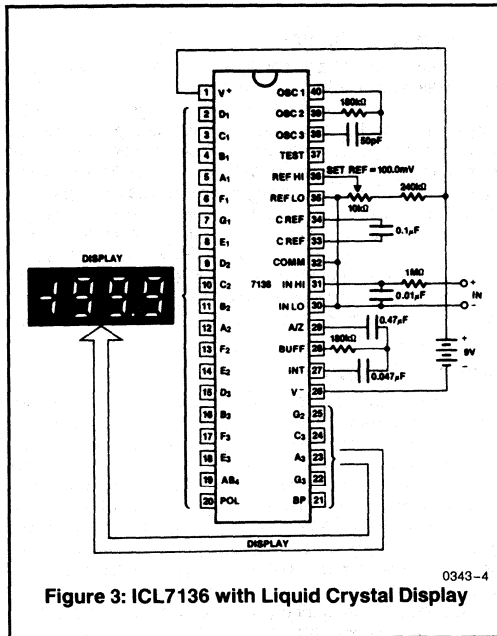 1 V+ OSC 1 40
2 D1 OSC 2 39
3 C1 OSC 3 38
4 B1 TEST 37
5 A1 REF HI 36
6 F1 REF LO 35
7 G1 C REF 34
8 E1 C REF 33
9 D2 COMM 32
10 C2 7136 IN HI 31
11 B2 IN LO 30
12 A2 A/Z 29
13 F2 BUFF 28
14 E2 INT 27
15 D3 V− 26
16 B3 G2 25
17 F3 C3 24
18 E3 A3 23
19 AB4 G3 22
20 POL BP 21
180kΩ
50pF
SET REF = 100.0mV
240kΩ
10kΩ
0.1μF
1MΩ
+
IN
-
0.01μF
0.47μF
180kΩ
0.047μF
+
9V
-
DISPLAY
-1999
DISPLAY
0343-4
Figure 3: ICL7136 with Liquid Crystal Display